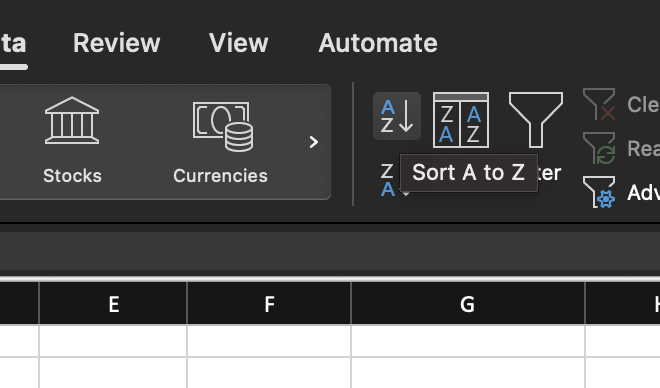 ta Review View Automate
Stocks
Currencies
A
Z
Z A
A Z
Z
A
Sort A to Z
ter
Cle
Rea
Adv
E F G H